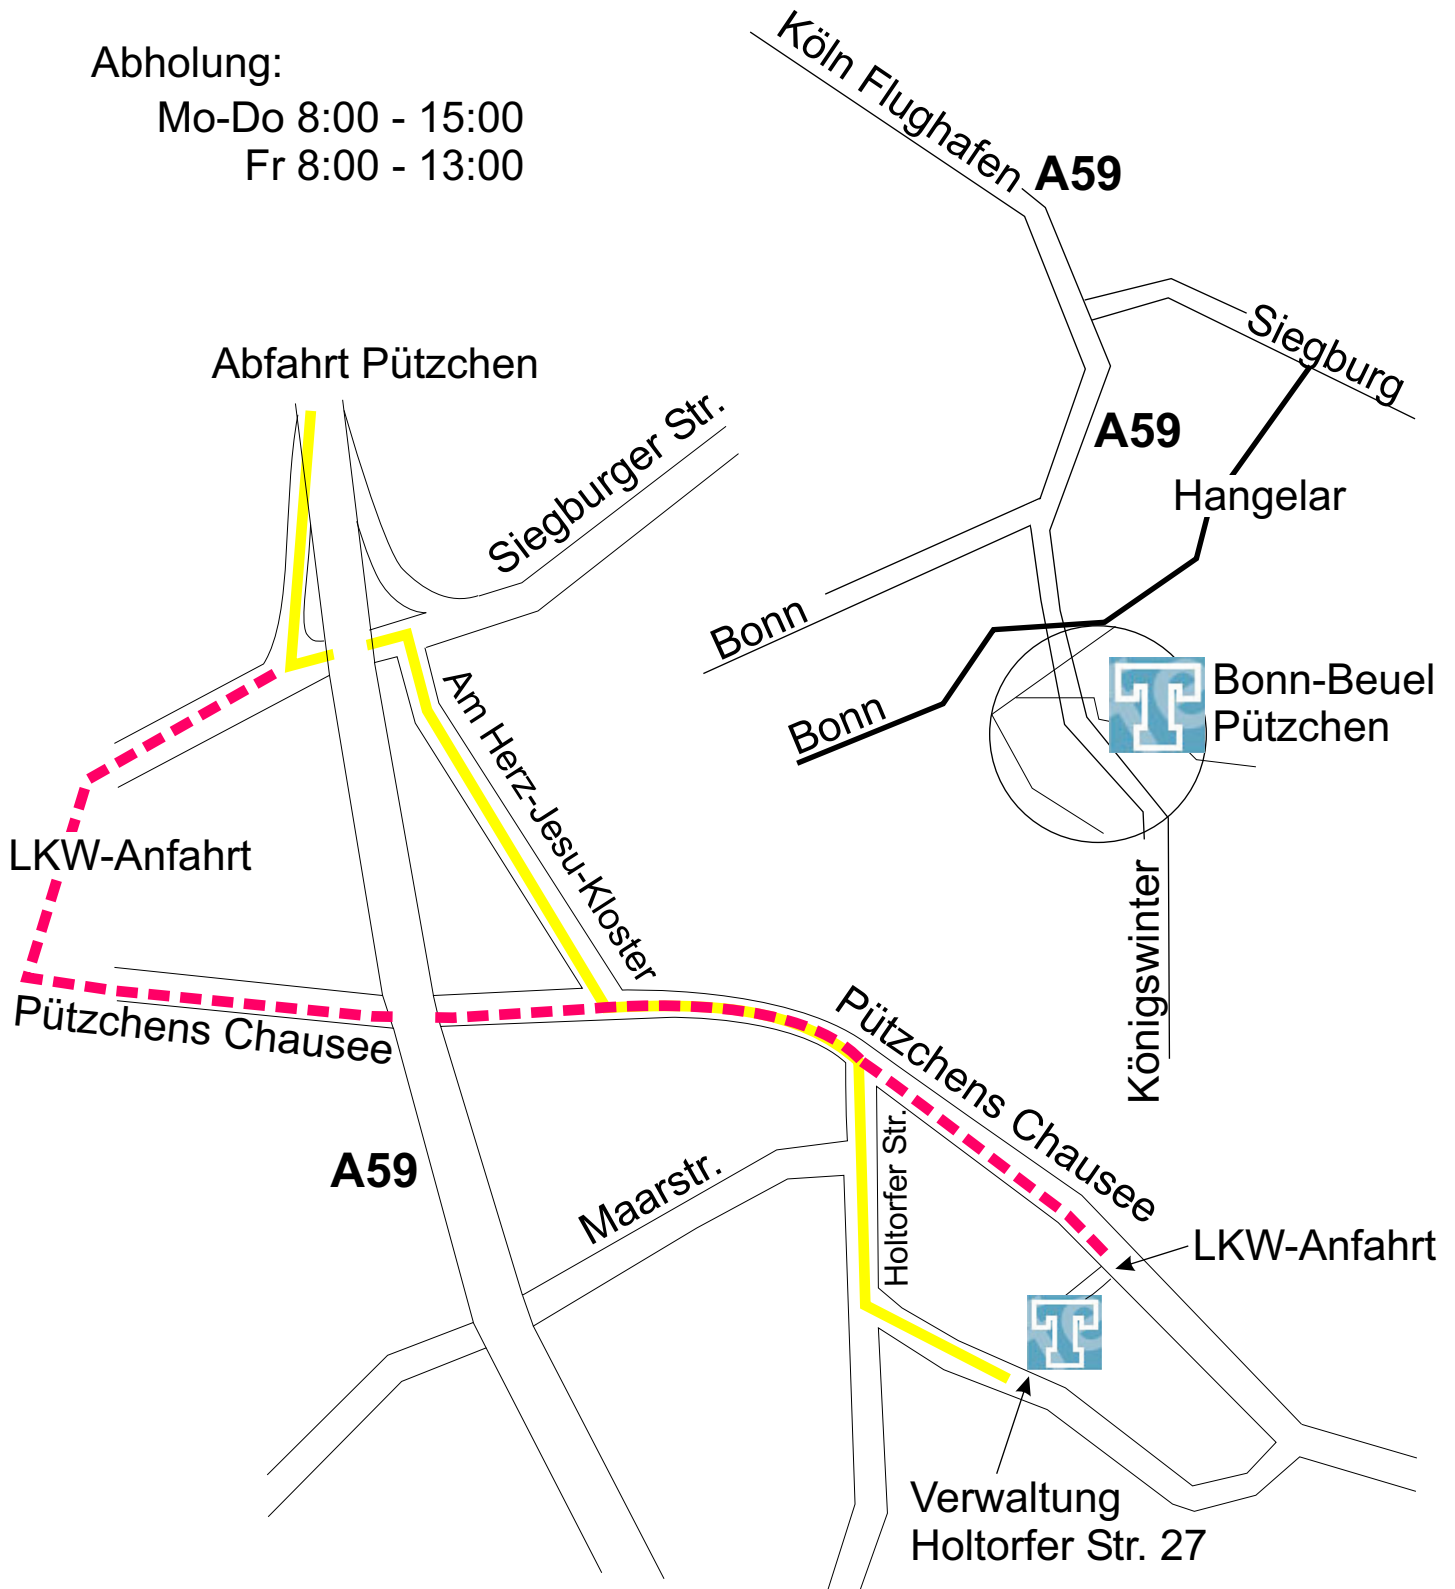 Abholung:
Mo-Do 8:00 - 15:00
Fr 8:00 - 13:00
Köln Flughafen
A59
Siegburg
Abfahrt Pützchen
Siegburger Str.
A59
Hangelar
Bonn
Bonn
Bonn-Beuel
Pützchen
Am Herz-Jesu-Kloster
LKW-Anfahrt
Königswinter
Pützchens Chausee
Pützchens Chausee
A59
Maarstr.
Holtorfer Str.
LKW-Anfahrt
T
T
Verwaltung
Holtorfer Str. 27